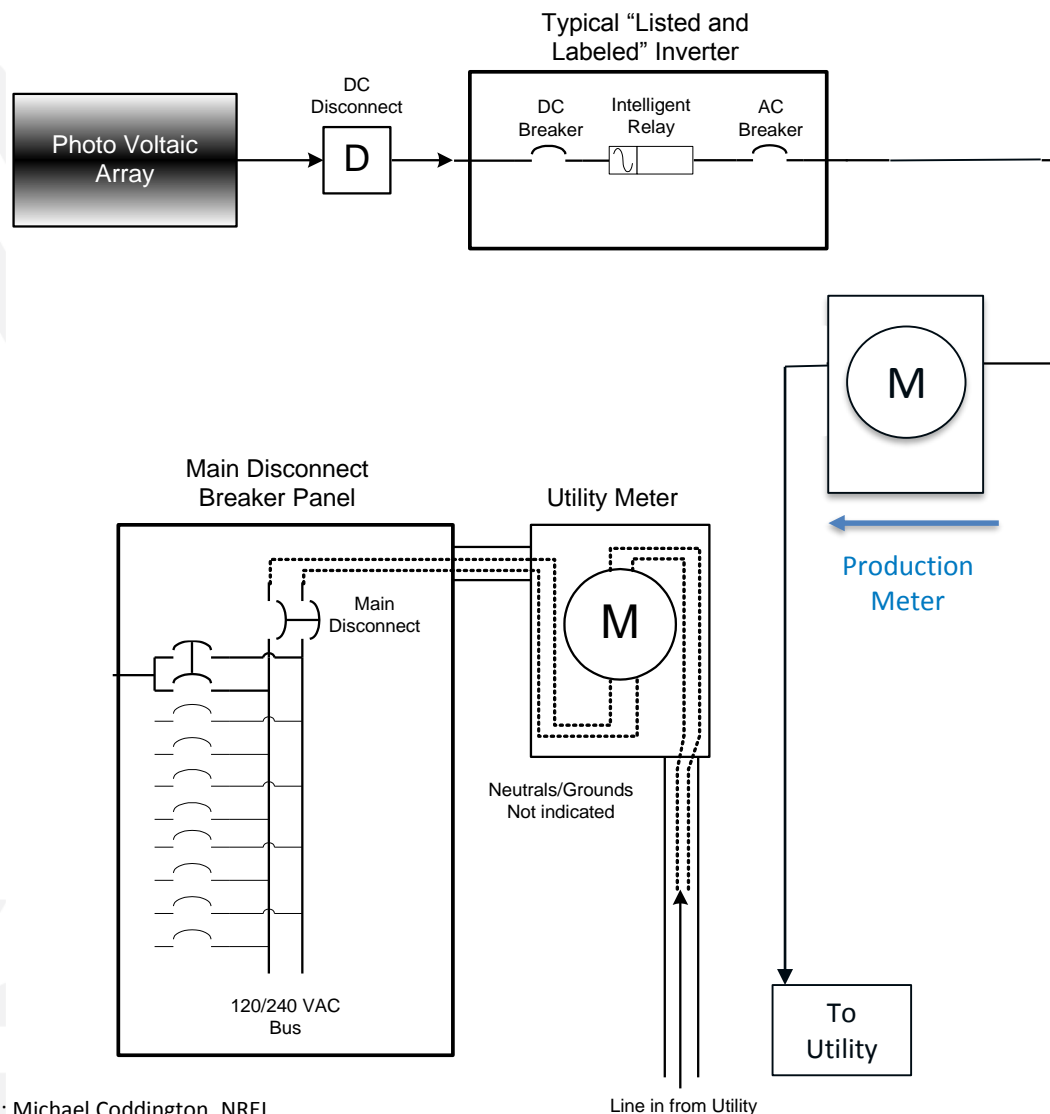 Typical “Listed and
Labeled” Inverter
DC
Disconnect
Photo Voltaic
Array
D
DC
Breaker
Intelligent
Relay
AC
Breaker
M
Production
Meter
Main Disconnect
Breaker Panel
Utility Meter
Main
Disconnect
M
Neutrals/Grounds
Not indicated
120/240 VAC
Bus
To
Utility
: Michael Coddington, NREL
Line in from Utility